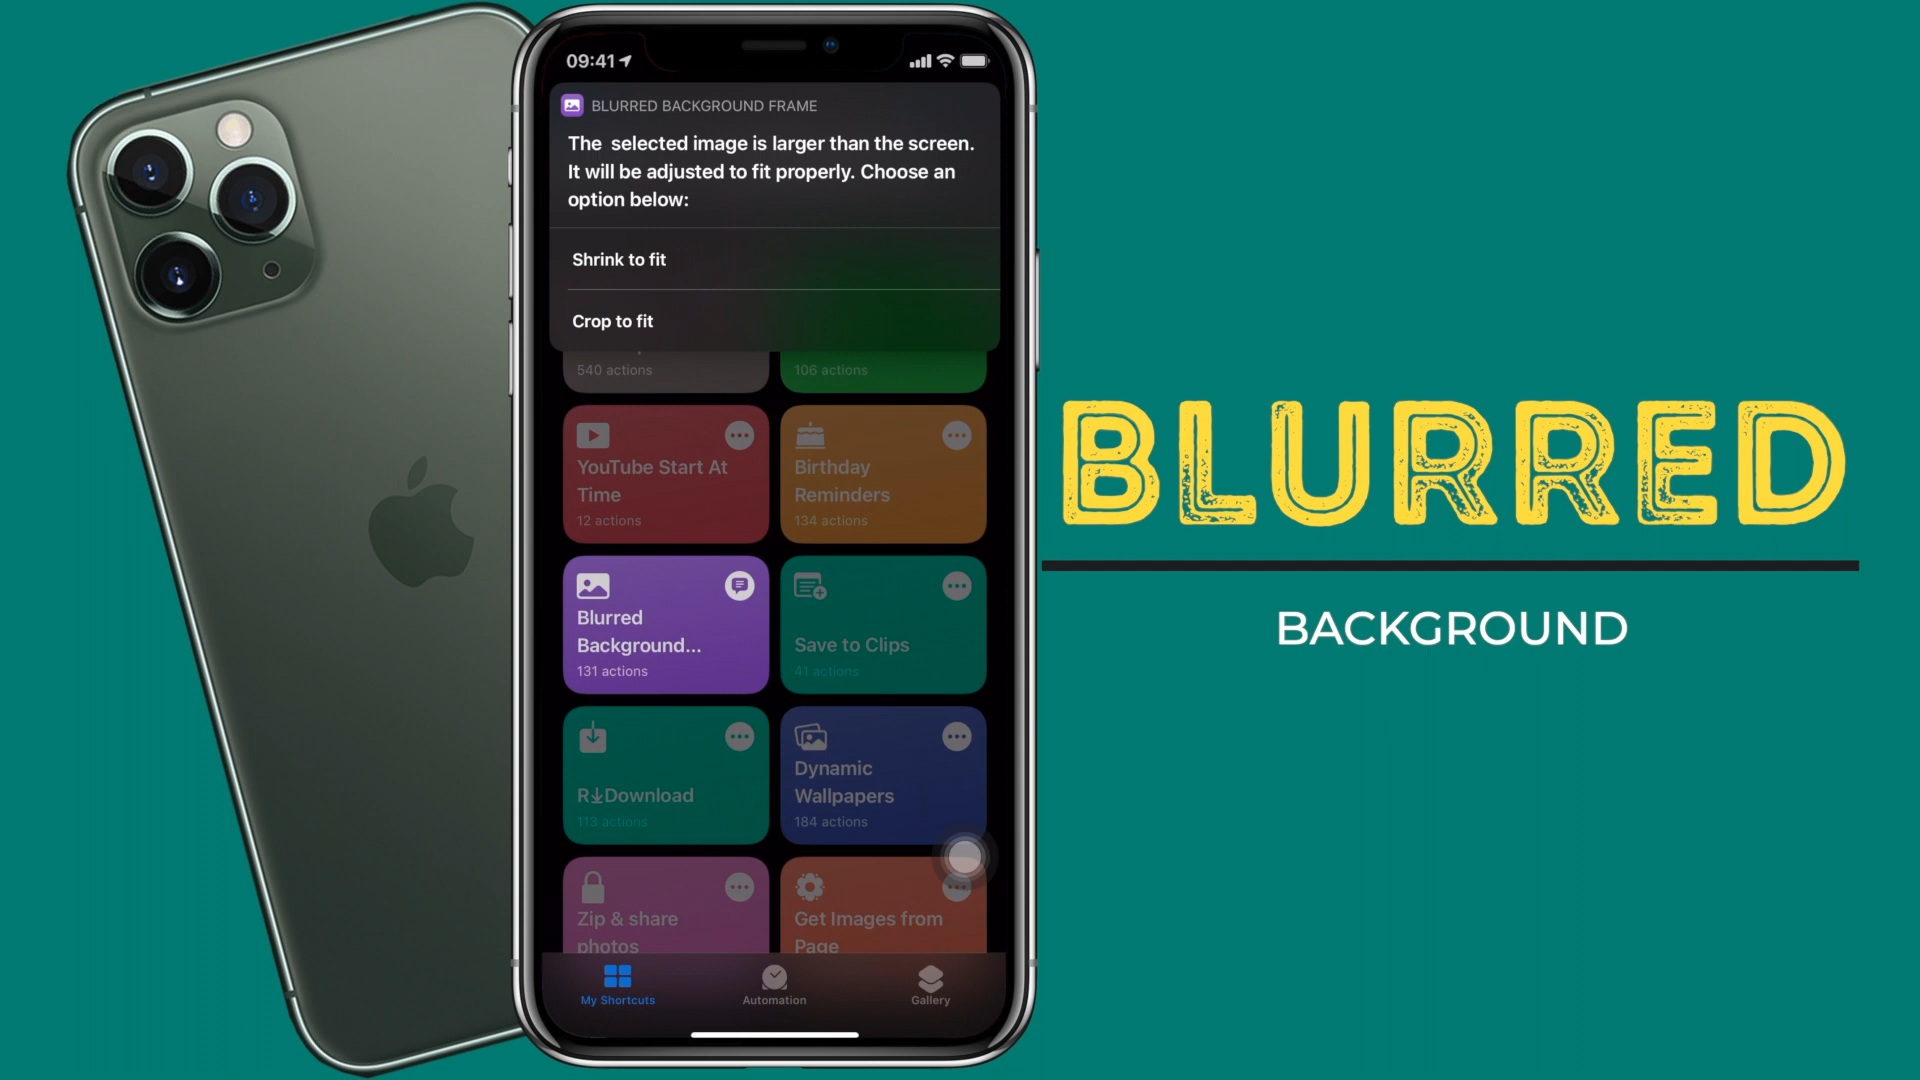 09:41
BLURRED BACKGROUND FRAME
The selected image is larger than the screen.
It will be adjusted to fit properly. Choose an
option below:
Shrink to fit
Crop to fit
540 actions
106 actions
YouTube Start At
Time
12 actions
Birthday
Reminders
134 actions
Blurred
Background...
131 actions
Save to Clips
41 actions
R↓Download
113 actions
Dynamic
Wallpapers
184 actions
Zip & share
photos
Get Images from
Page
My Shortcuts
Automation
Gallery
BLURRED
BACKGROUND